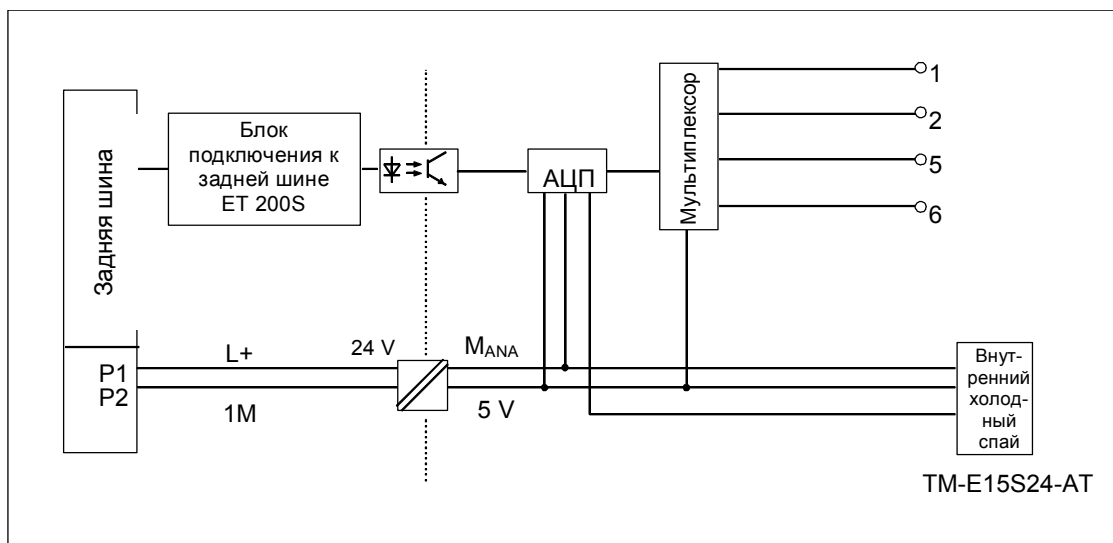 Задняя шина
Блок
подключения к
задней шине
ET 200S
АЦП
Мультиплексор
1
2
5
6
P1
P2
L+
1M
24 V
MANA
5 V
Внут-
ренний
холод-
ный
спай
TM-E15S24-AT